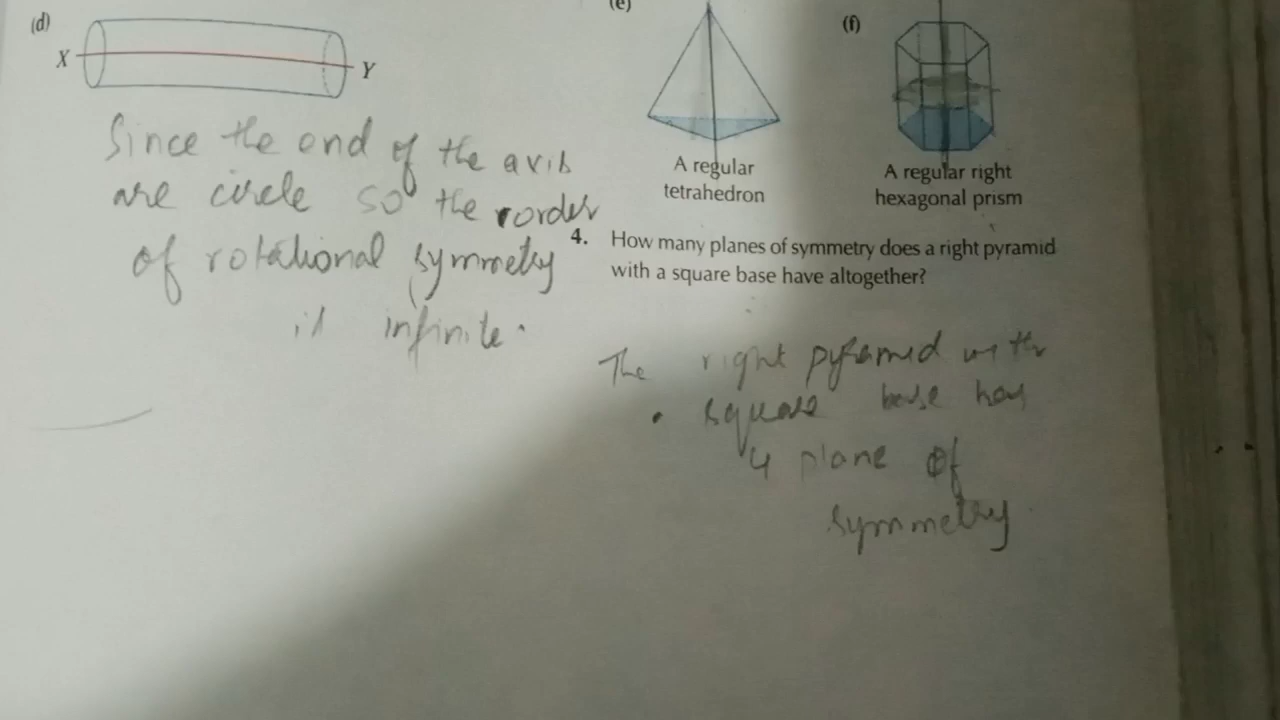 (d)
X
Y
Since the end of the axis
are circle so the order
of rotational symmetry
is infinite.
(e)
A regular
tetrahedron
(f)
A regular right
hexagonal prism
4. How many planes of symmetry does a right pyramid
with a square base have altogether?
The right pyramid with
square base has
4 plane of
symmetry